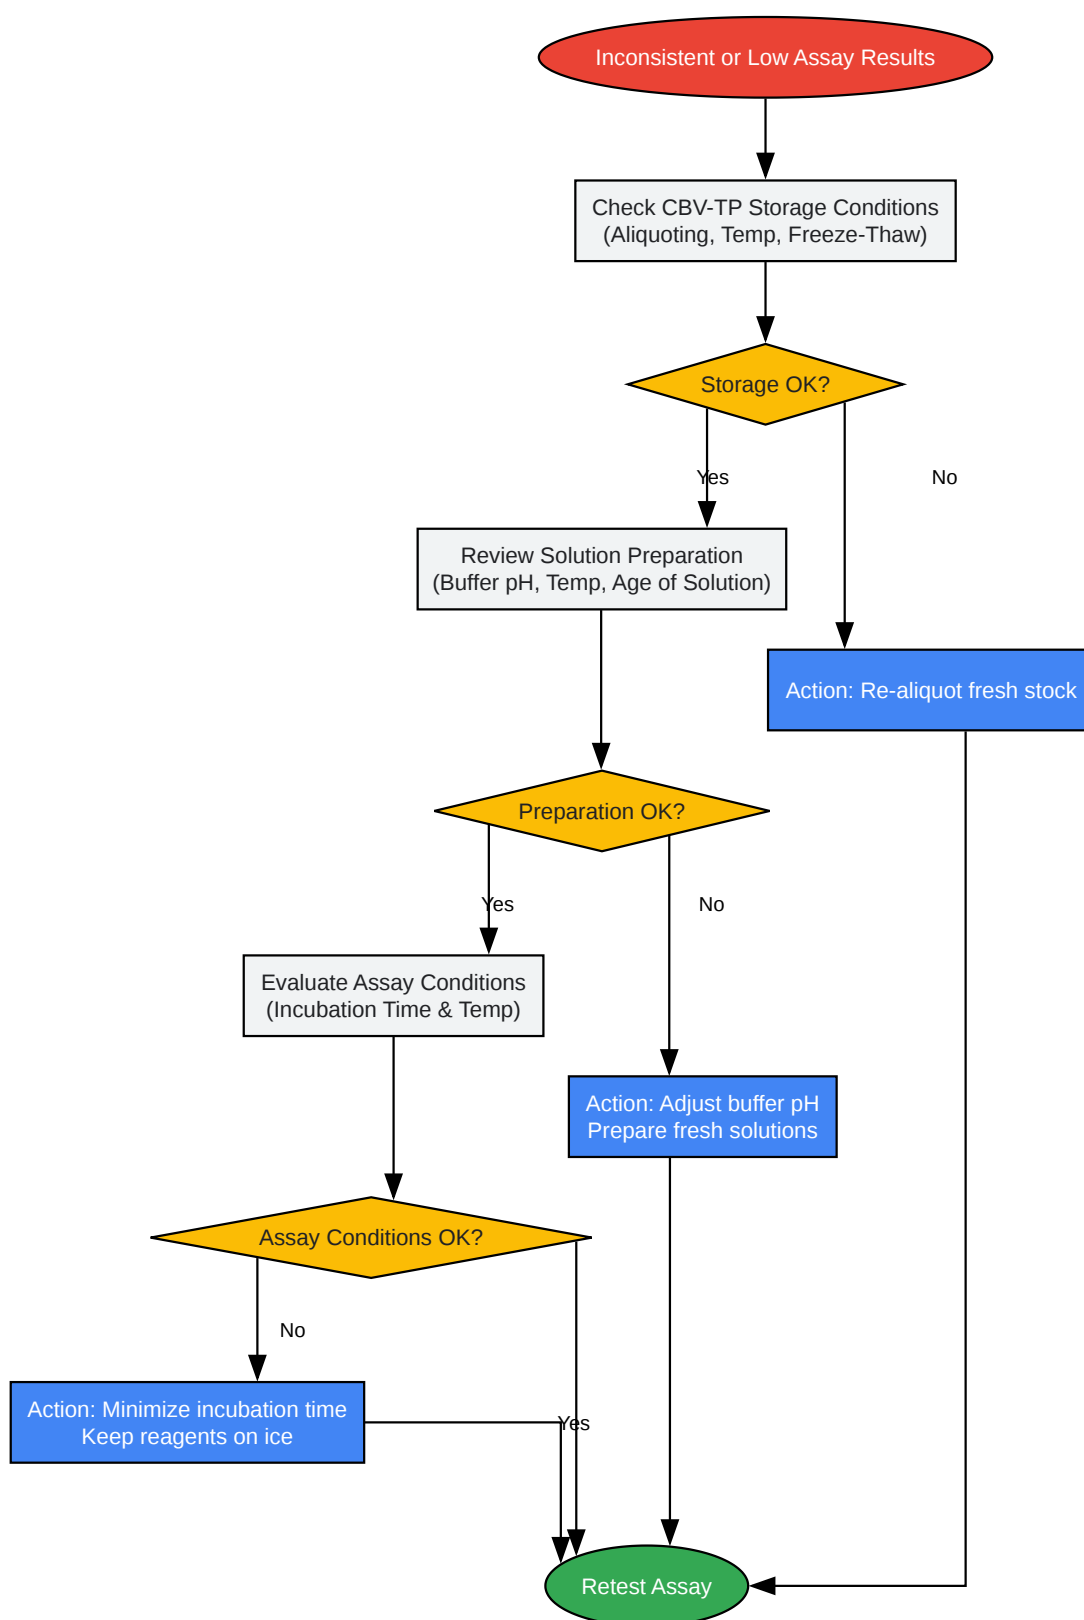 Inconsistent or Low Assay Results
Check CBV-TP Storage Conditions
(Aliquoting, Temp, Freeze-Thaw)
Storage OK?
Yes
No
Review Solution Preparation
(Buffer pH, Temp, Age of Solution)
Action: Re-aliquot fresh stock
Preparation OK?
Yes
No
Evaluate Assay Conditions
(Incubation Time & Temp)
Action: Adjust buffer pH
Prepare fresh solutions
Assay Conditions OK?
No
Action: Minimize incubation time
Keep reagents on ice
Yes
Retest Assay